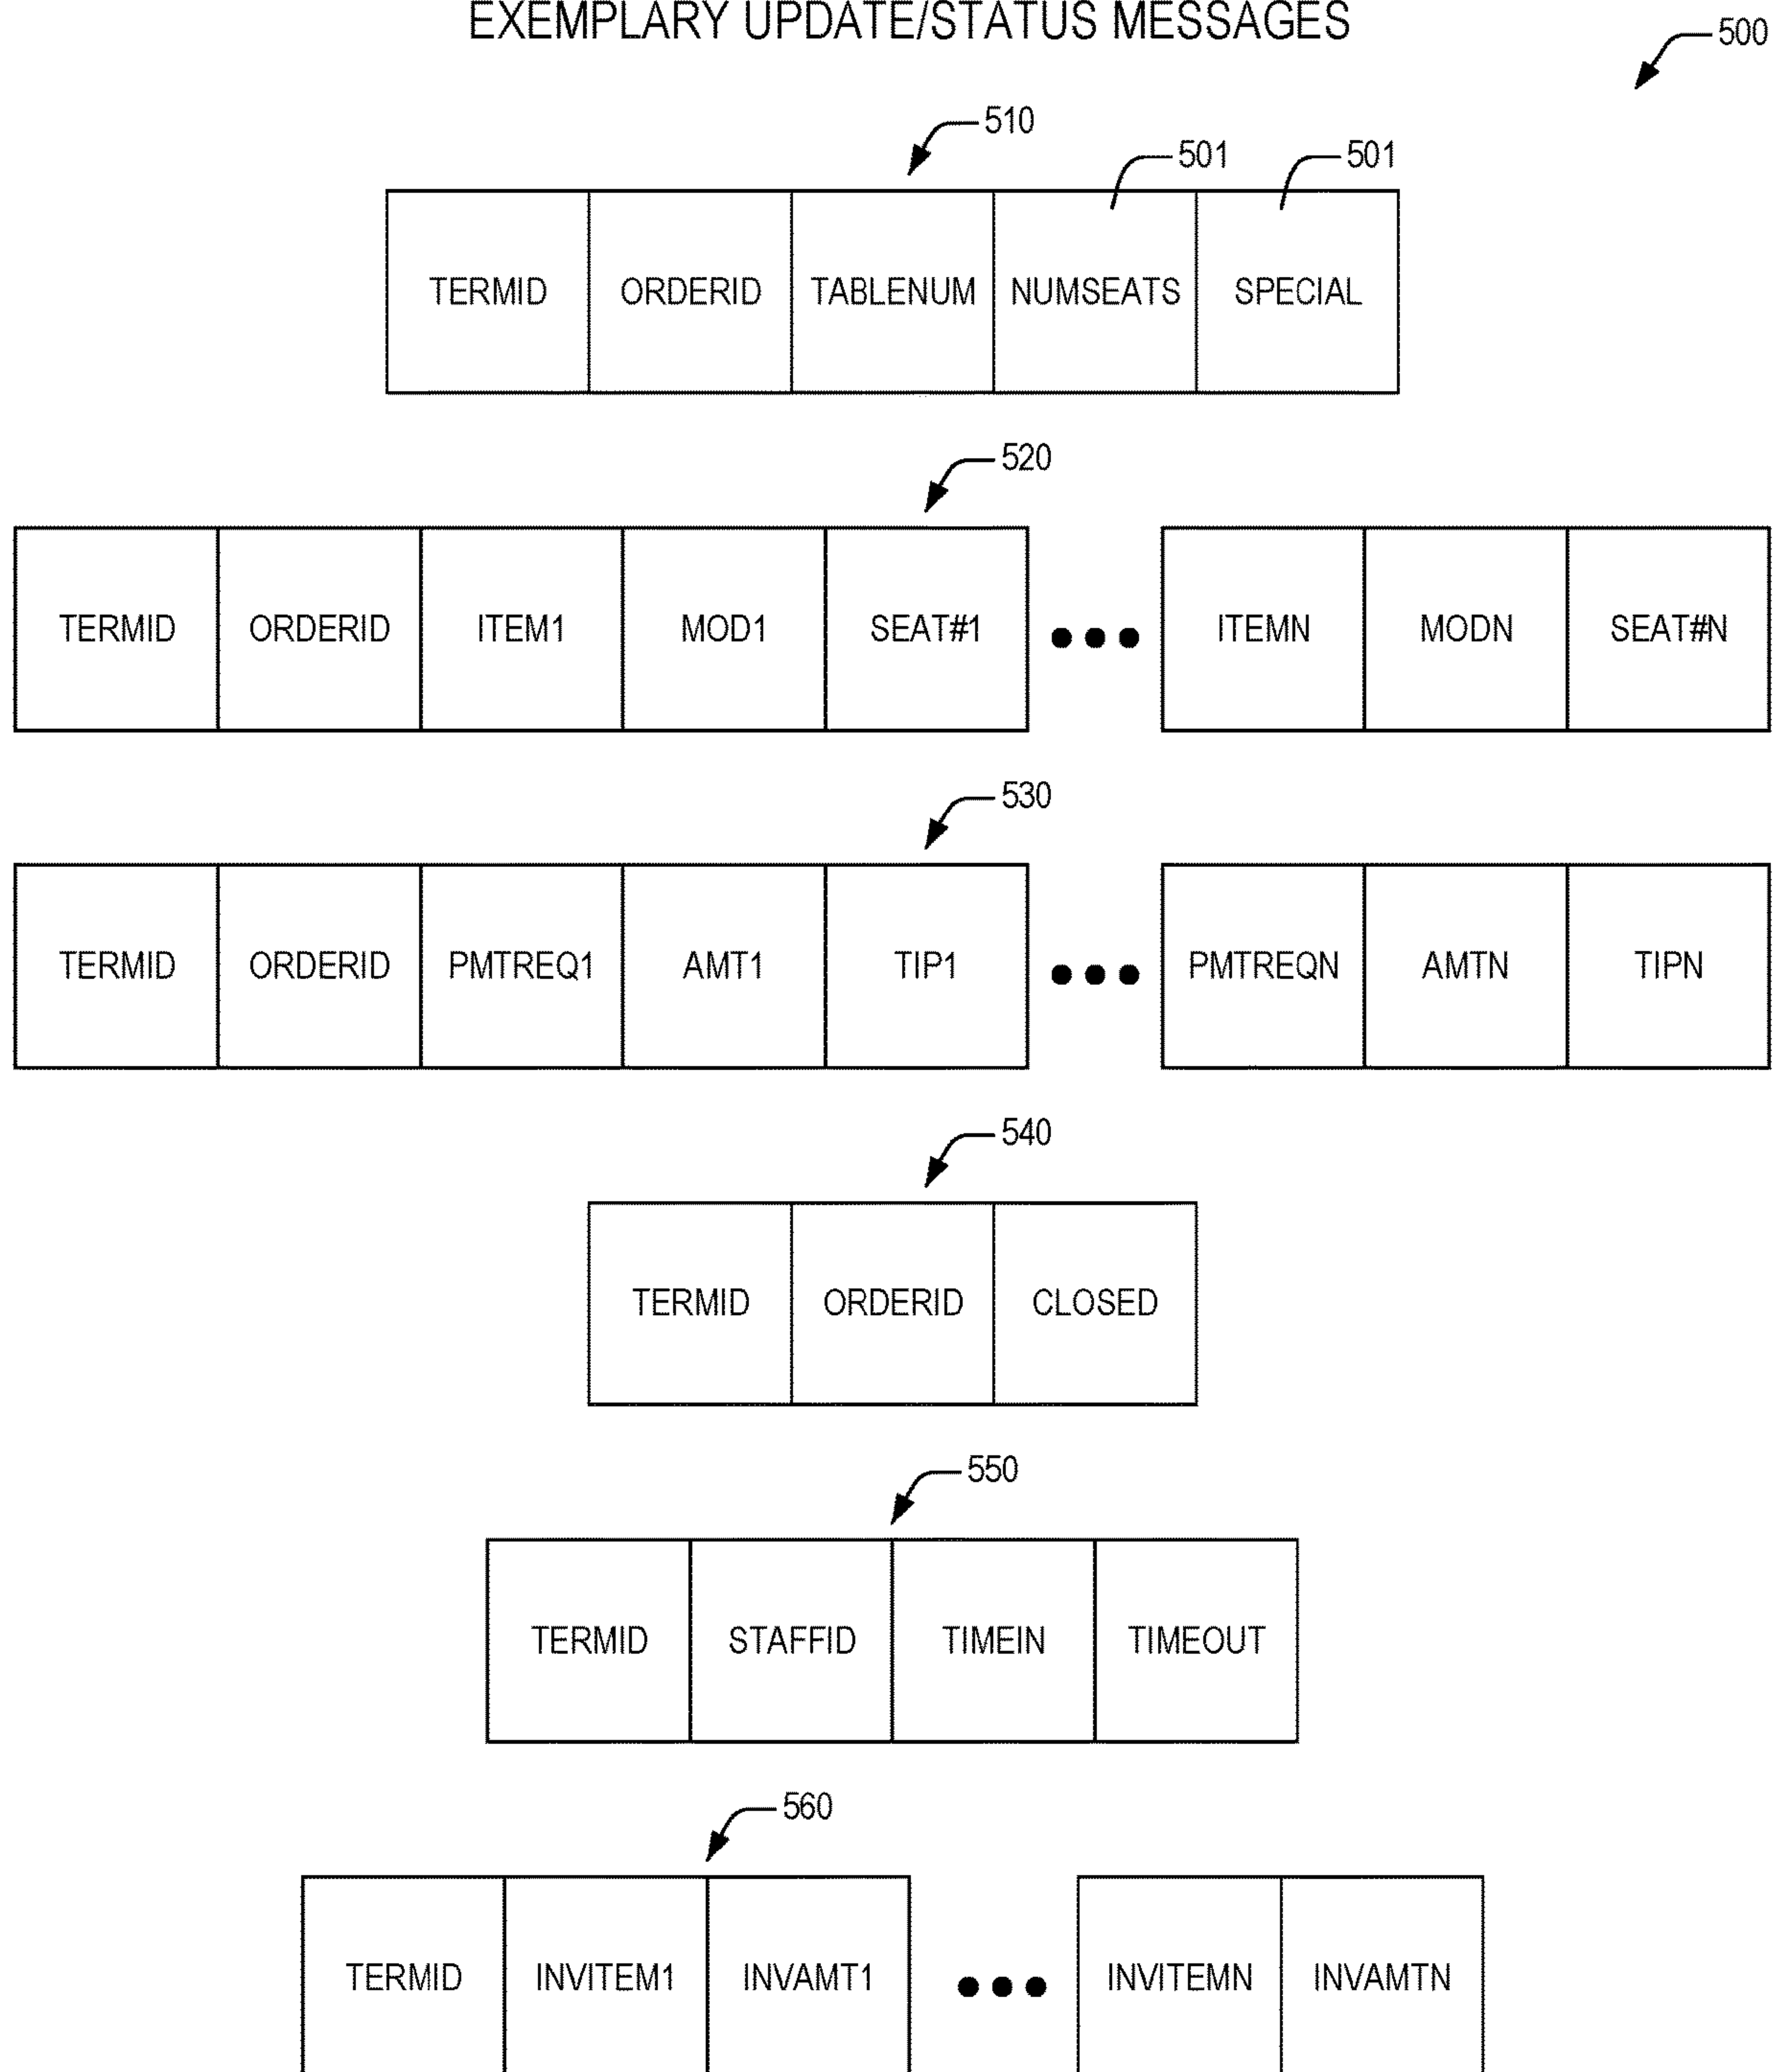 EXEMPLARY UPDATE/STATUS MESSAGES
500
510
501
501
TERMID ORDERID TABLENUM NUMSEATS SPECIAL
520
TERMID ORDERID ITEM1 MOD1 SEAT#1 ●●● ITEMN MODN SEAT#N
530
TERMID ORDERID PMTREQ1 AMT1 TIP1 ●●● PMTREQN AMTN TIPN
540
TERMID ORDERID CLOSED
550
TERMID STAFFID TIMEIN TIMEOUT
560
TERMID INVITEM1 INVAMT1 ●●● INVITEMN INVAMTN